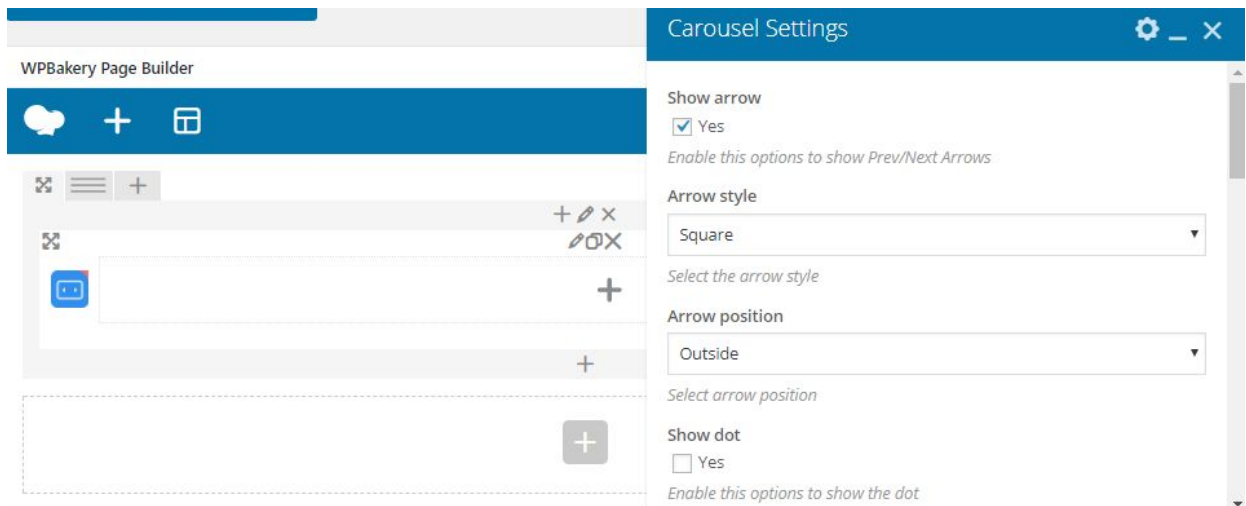 Carousel Settings
WPBakery Page Builder
Show arrow
Yes
Enable this options to show Prev/Next Arrows
Arrow style
Square
Select the arrow style
Arrow position
Outside
Select arrow position
Show dot
Yes
Enable this options to show the dot